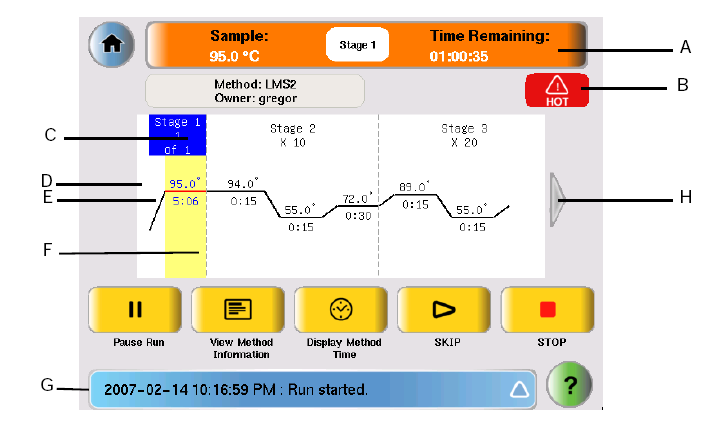 Sample:
95.0 °C
Stage 1
Time Remaining:
01:00:35
A
Method: LMS2
Owner: gregor
HOT
B
C
Stage 1
1
of 1
Stage 2
X 10
Stage 3
X 20
D
E
95.0°
5:06
94.0°
0:15
55.0°
0:15
72.0°
0:30
89.0°
0:15
55.0°
0:15
H
F
Pause Run
View Method
Information
Display Method
Time
SKIP
STOP
G
2007-02-14 10:16:59 PM : Run started.
?